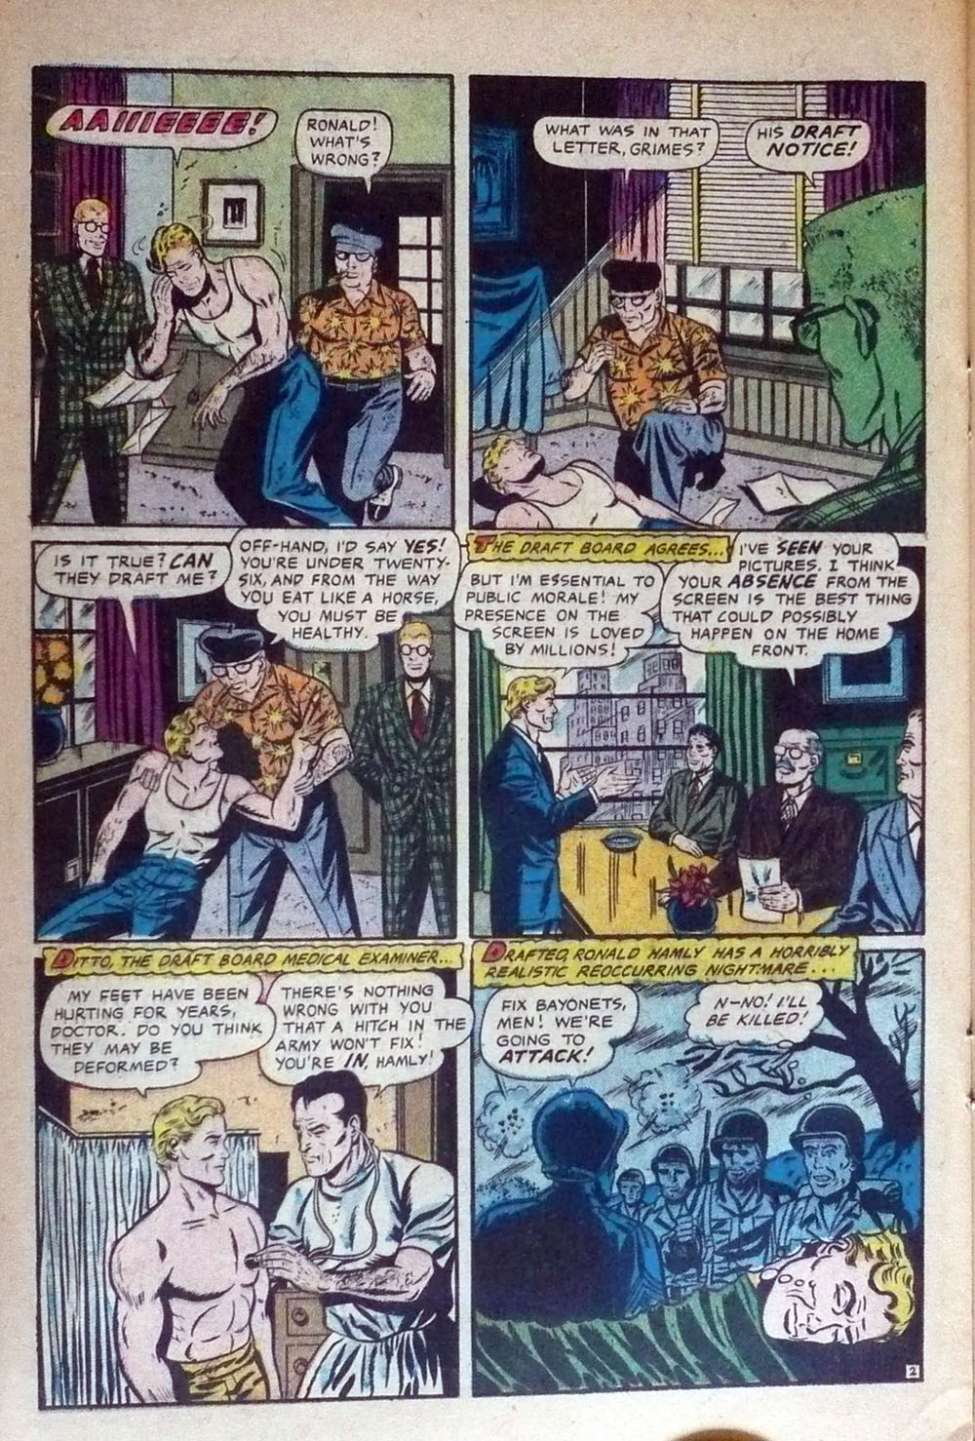 AAIIIEEEE!
RONALD!
WHAT'S
WRONG?
WHAT WAS IN THAT
LETTER, GRIMES?
HIS DRAFT
NOTICE!
IS IT TRUE? CAN
THEY DRAFT ME?
OFF-HAND, I'D SAY YES!
YOU'RE UNDER TWENTY-
SIX, AND FROM THE WAY
YOU EAT LIKE A HORSE,
YOU MUST BE
HEALTHY.
THE DRAFT BOARD AGREES...
BUT I'M ESSENTIAL TO
PUBLIC MORALE! MY
PRESENCE ON THE
SCREEN IS LOVED
BY MILLIONS!
I'VE SEEN YOUR
PICTURES. I THINK
YOUR ABSENCE FROM THE
SCREEN IS THE BEST THING
THAT COULD POSSIBLY
HAPPEN ON THE HOME
FRONT.
DITTO, THE DRAFT BOARD MEDICAL EXAMINER...
MY FEET HAVE BEEN
HURTING FOR YEARS,
DOCTOR. DO YOU THINK
THEY MAY BE
DEFORMED?
THERE'S NOTHING
WRONG WITH YOU
THAT A HITCH IN THE
ARMY WON'T FIX!
YOU'RE IN, HAMLY!
DRAFTED, RONALD HAMLY HAS A HORRIBLY
REALISTIC REOCCURRING NIGHTMARE...
FIX BAYONETS,
MEN! WE'RE
GOING TO
ATTACK!
N-NO! I'LL
BE KILLED!
2